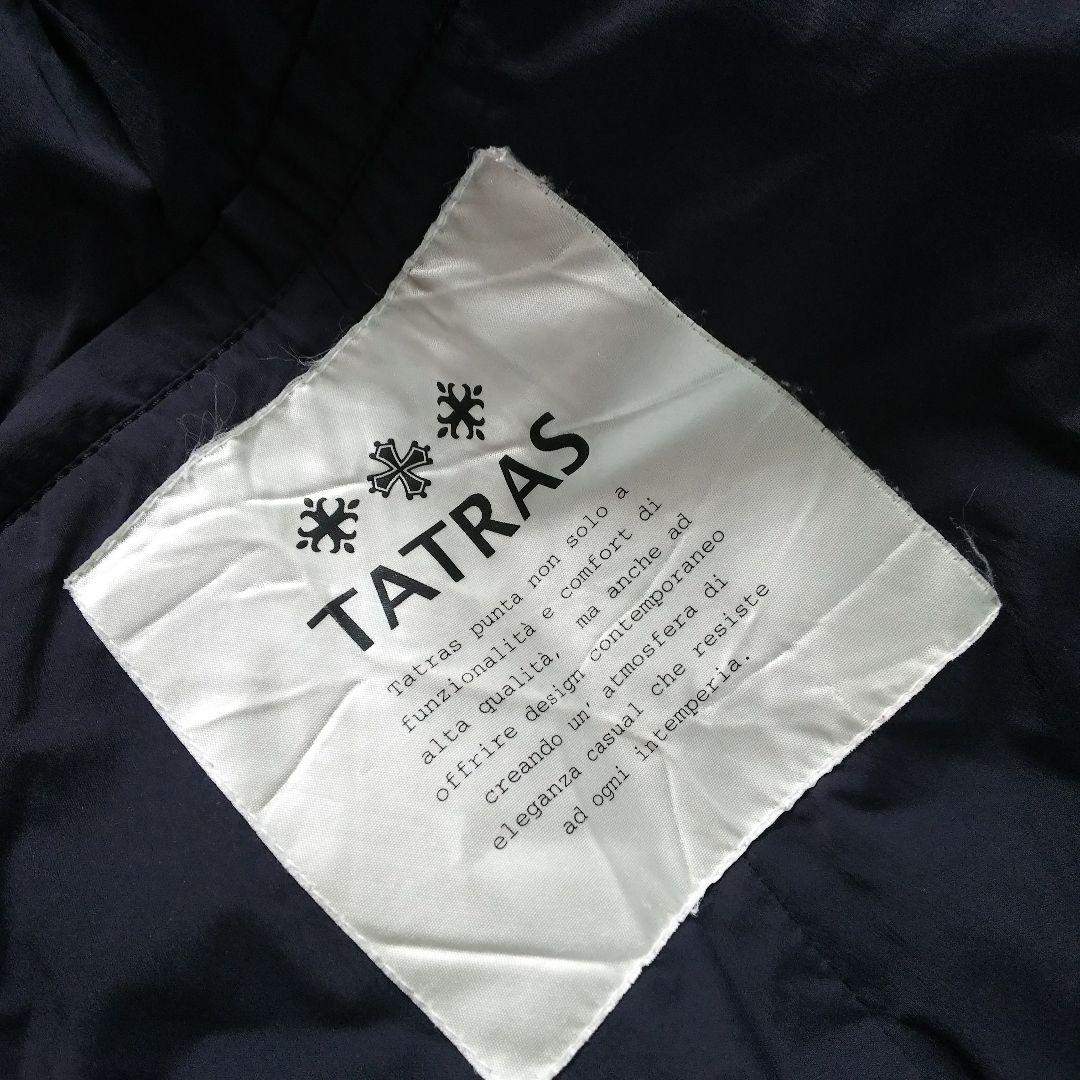 TATRAS
Tatras punta non solo a
funzionalità e comfort di
alta qualità, ma anche ad
offrire design contemporaneo
creando un' atmosfera di
eleganza casual che resiste
ad ogni intemperia.